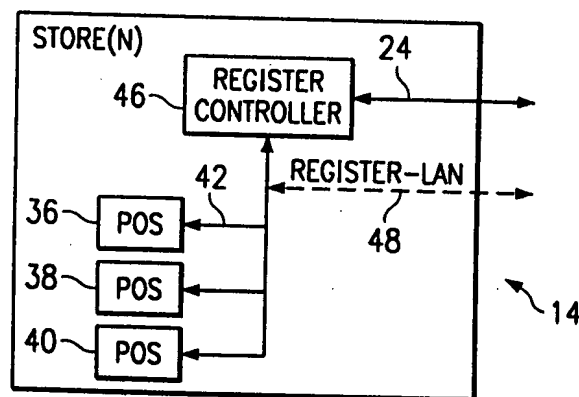 STORE(N)
REGISTER
CONTROLLER
46
24
REGISTER-LAN
48
42
36
POS
38
POS
40
POS
14